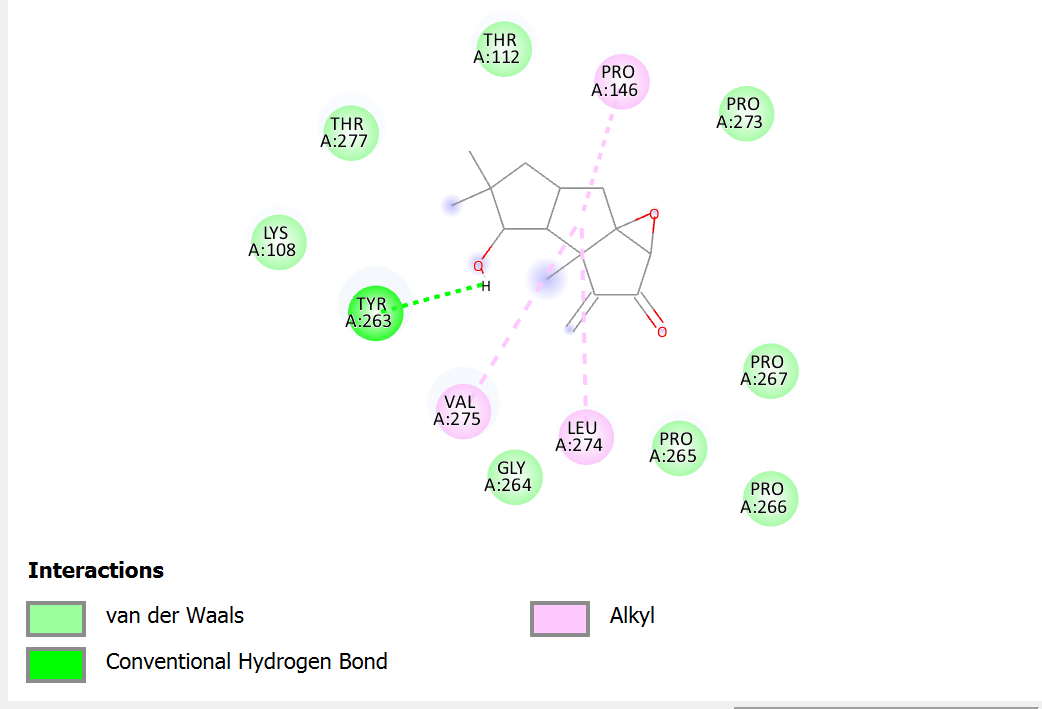 THR
A:112
PRO
A:146
PRO
A:273
THR
A:277
LYS
A:108
O
O
O
H
TYR
A:263
PRO
A:267
VAL
A:275
LEU
A:274
PRO
A:265
GLY
A:264
PRO
A:266
Interactions
van der Waals
Alkyl
Conventional Hydrogen Bond